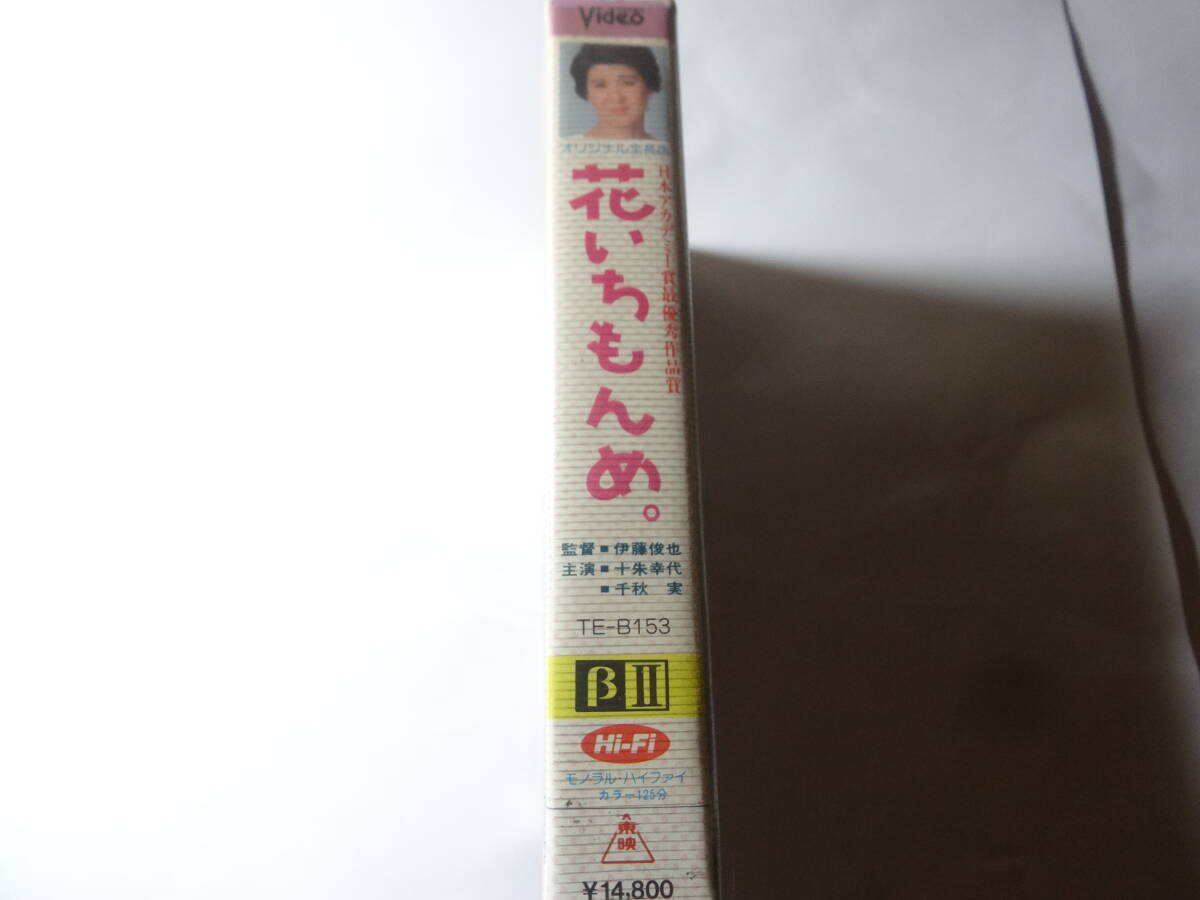 Video
オリジナル全長版
日本アカデミー賞最優秀作品賞
花いちもんめ。
監督■伊藤俊也
主演■十朱幸代
■千秋 実
TE-B153
β II
Hi-Fi
モノラル・ハイファイ
カラー125分
東映
¥14,800